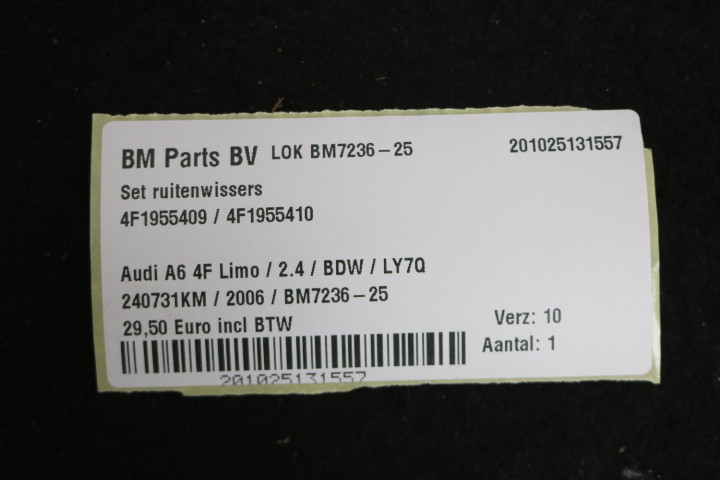 BM Parts BV LOK BM7236-25 201025131557
Set ruitenwissers
4F1955409 / 4F1955410
Audi A6 4F Limo / 2.4 / BDW / LY7Q
240731KM / 2006 / BM7236-25
29,50 Euro incl BTW Verz: 10
Aantal: 1
201025131557